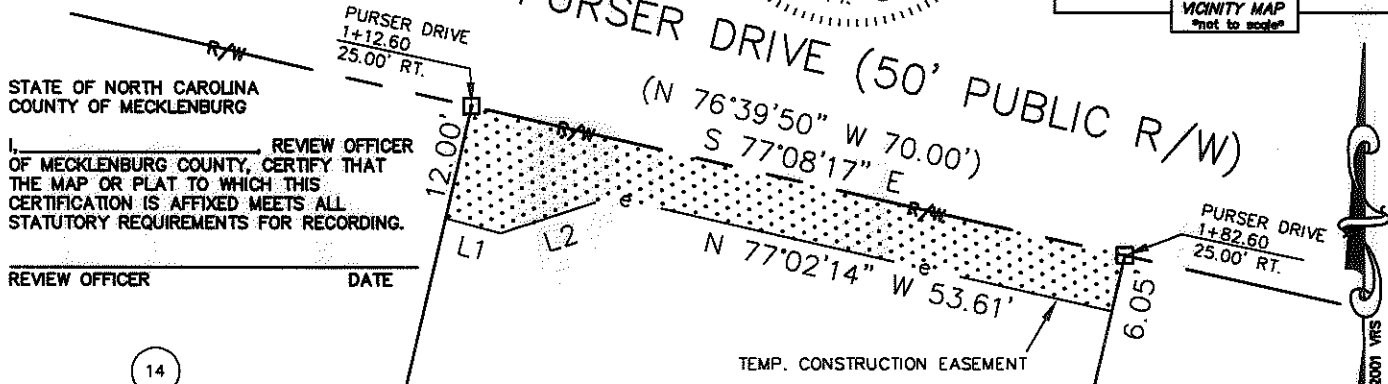 VICINITY MAP
*not to scale*
PURSER DRIVE
1+12.60
25.00' RT.
PURSER DRIVE (50' PUBLIC R/W)
R/W
STATE OF NORTH CAROLINA
COUNTY OF MECKLENBURG
(N 76°39'50" W 70.00')
S 77°08'17" E
I, REVIEW OFFICER
OF MECKLENBURG COUNTY, CERTIFY THAT
THE MAP OR PLAT TO WHICH THIS
CERTIFICATION IS AFFIXED MEETS ALL
STATUTORY REQUIREMENTS FOR RECORDING.
12.00'
R/W
R/W
e
L1
L2
PURSER DRIVE
1+82.60
25.00' RT.
N 77°02'14" W 53.61'
e
6.05'
REVIEW OFFICER DATE
TEMP. CONSTRUCTION EASEMENT
14
2001 VRS